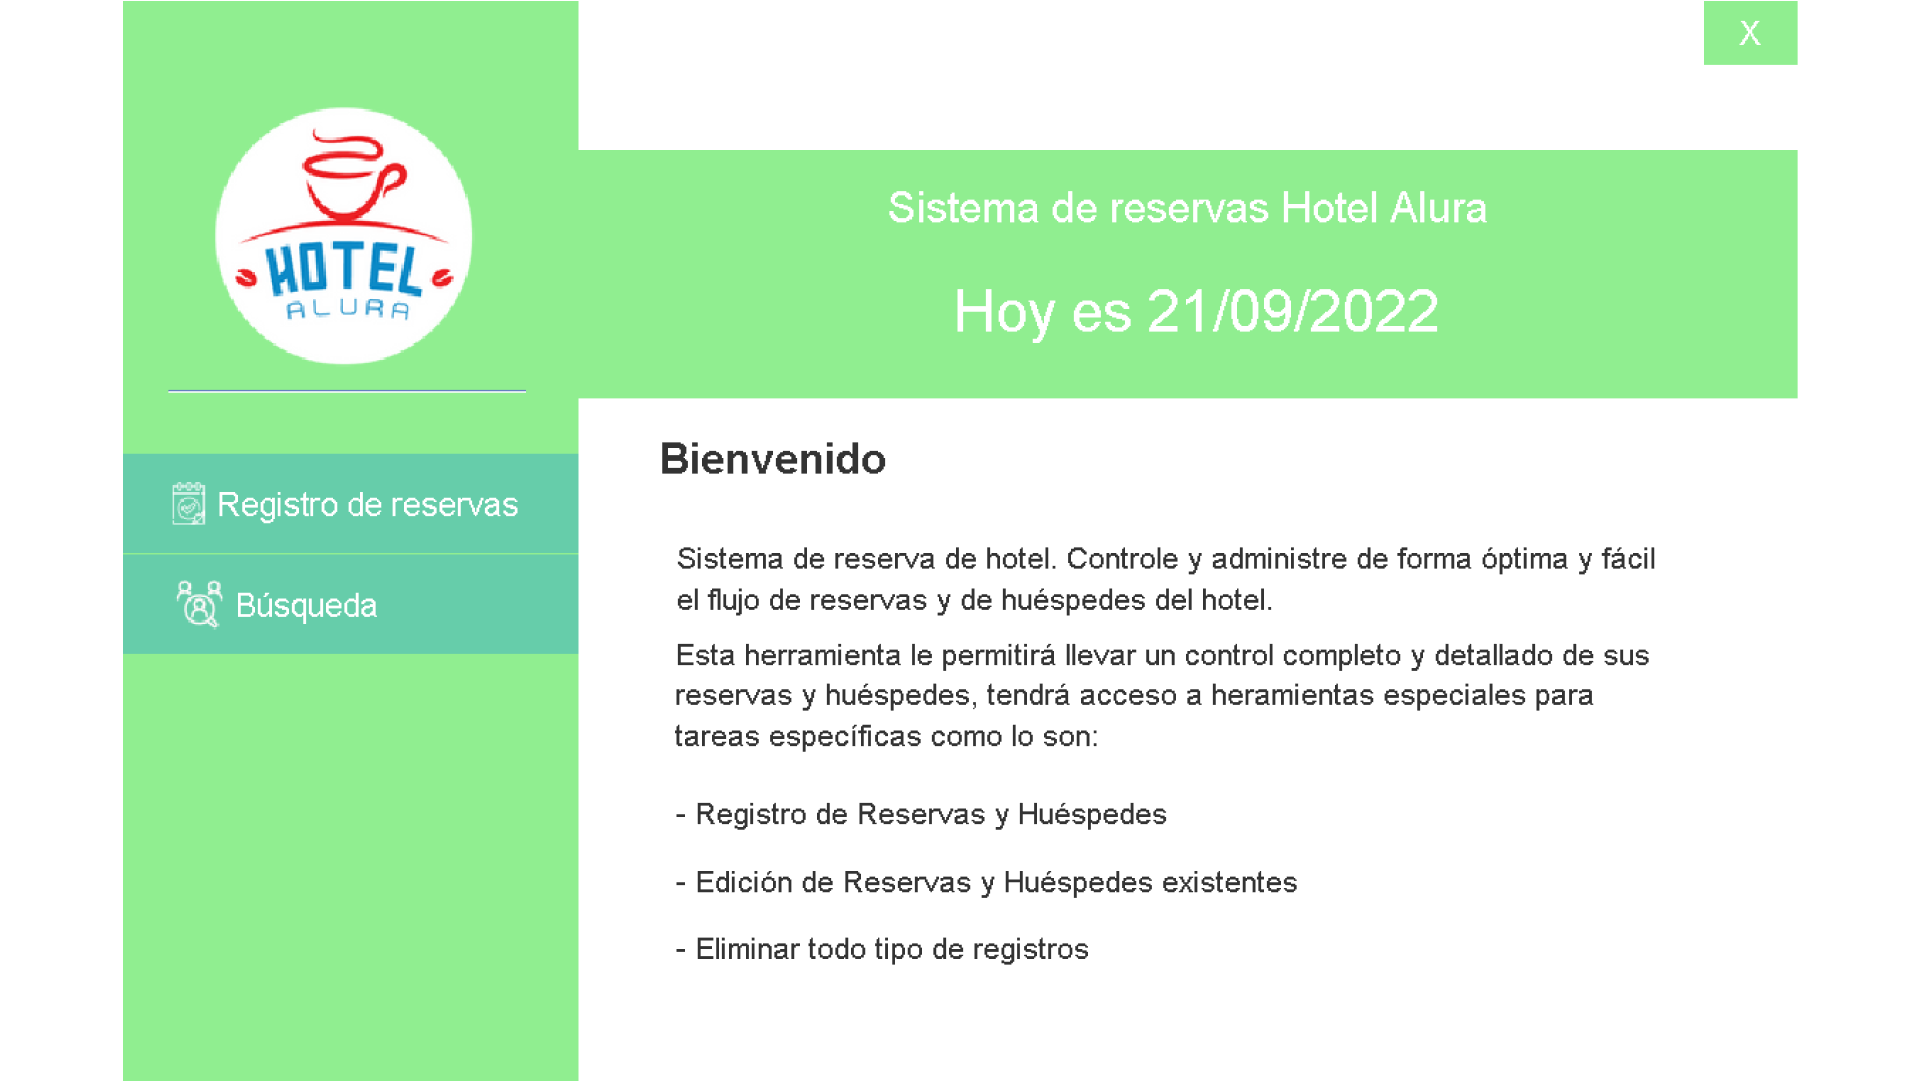 X
HOTEL
ALURA
Sistema de reservas Hotel Alura
Hoy es 21/09/2022
Registro de reservas
Búsqueda
Bienvenido
Sistema de reserva de hotel. Controle y administre de forma óptima y fácil
el flujo de reservas y de huéspedes del hotel.
Esta herramienta le permitirá llevar un control completo y detallado de sus
reservas y huéspedes, tendrá acceso a heramientas especiales para
tareas específicas como lo son:
- Registro de Reservas y Huéspedes
- Edición de Reservas y Huéspedes existentes
- Eliminar todo tipo de registros